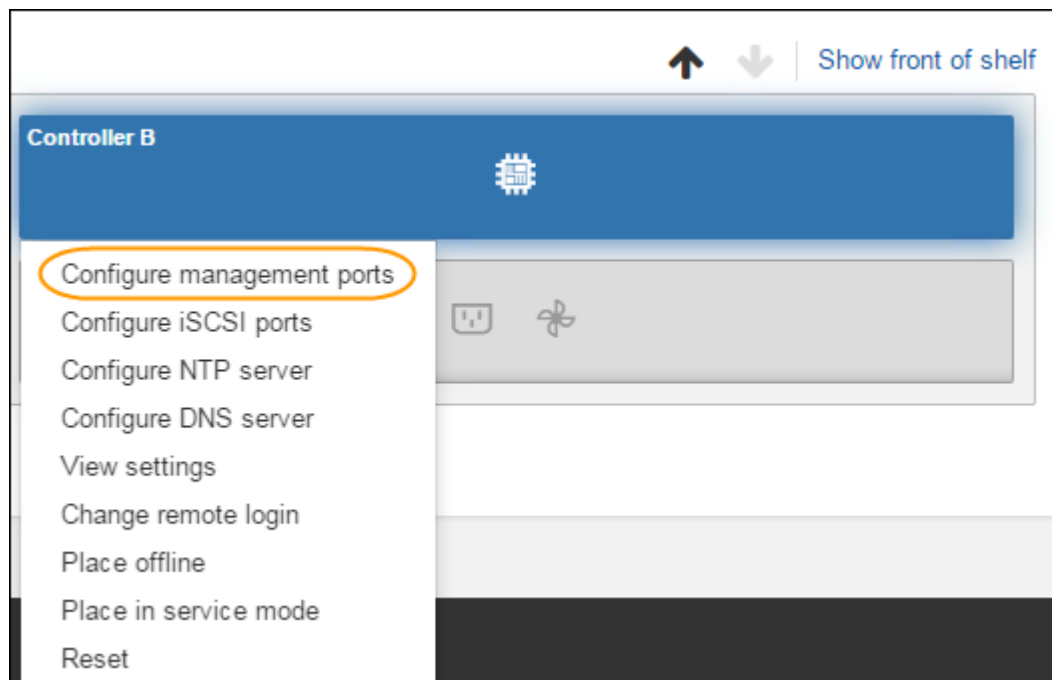 Show front of shelf
Controller B
Configure management ports
Configure iSCSI ports
Configure NTP server
Configure DNS server
View settings
Change remote login
Place offline
Place in service mode
Reset